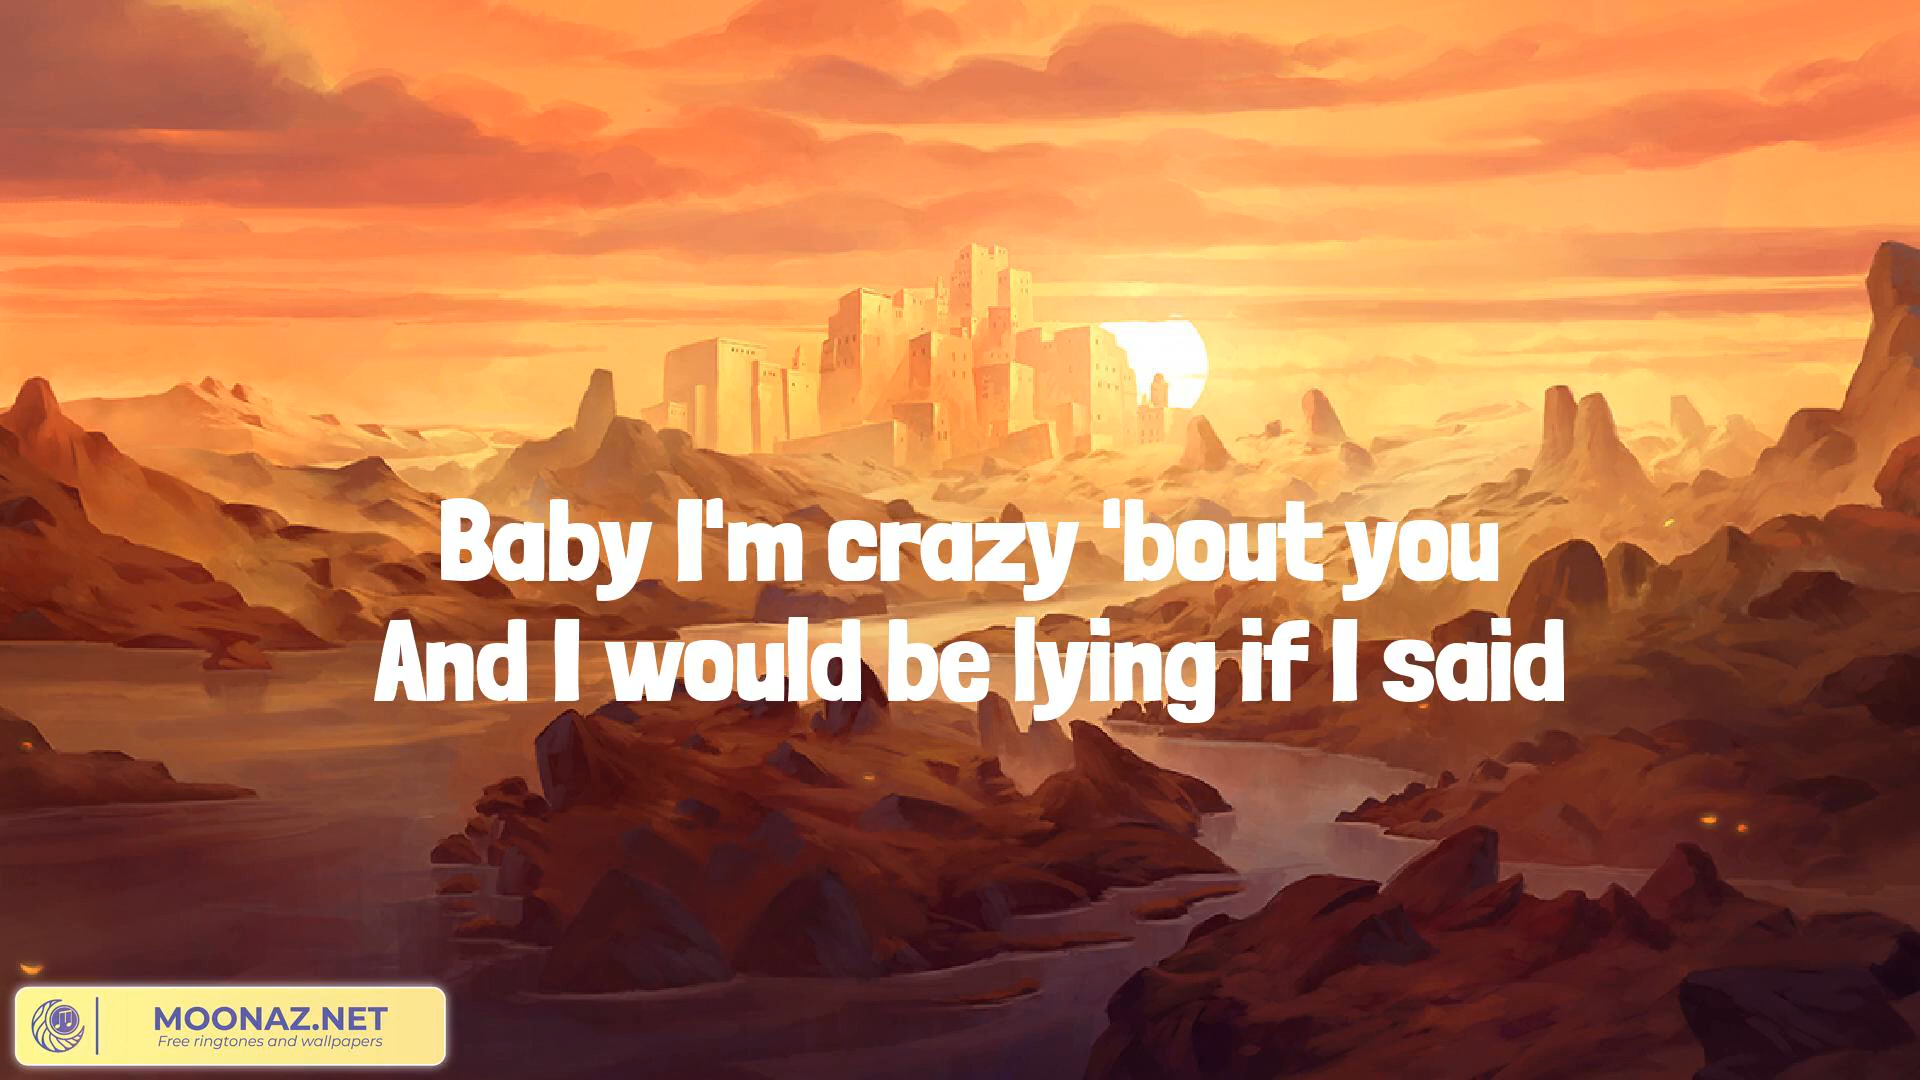 Baby I'm crazy 'bout you
And I would be lying if I said
MOONAZ.NET
Free ringtones and wallpapers